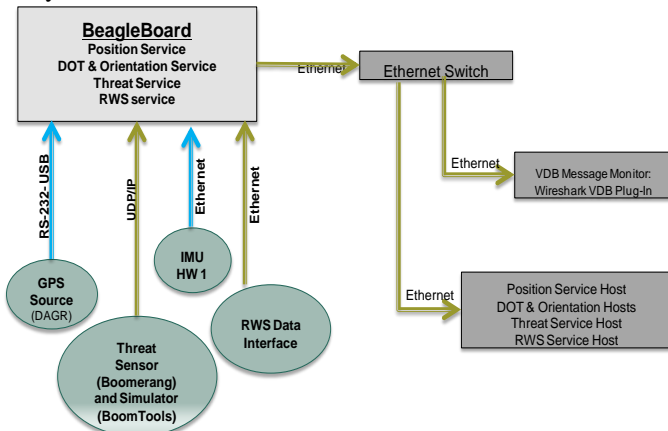 BeagleBoard
Position Service
DOT & Orientation Service
Threat Service
RWS service
Ethernet
Ethernet Switch
RS-232- USB
UDP/IP
Ethernet
Ethernet
Ethernet
VDB Message Monitor:
Wireshark VDB Plug-In
GPS
Source
(DAGR)
IMU
HW 1
RWS Data
Interface
Threat
Sensor
(Boomerang)
and Simulator
(BoomTools)
Ethernet
Position Service Host
DOT & Orientation Hosts
Threat Service Host
RWS Service Host